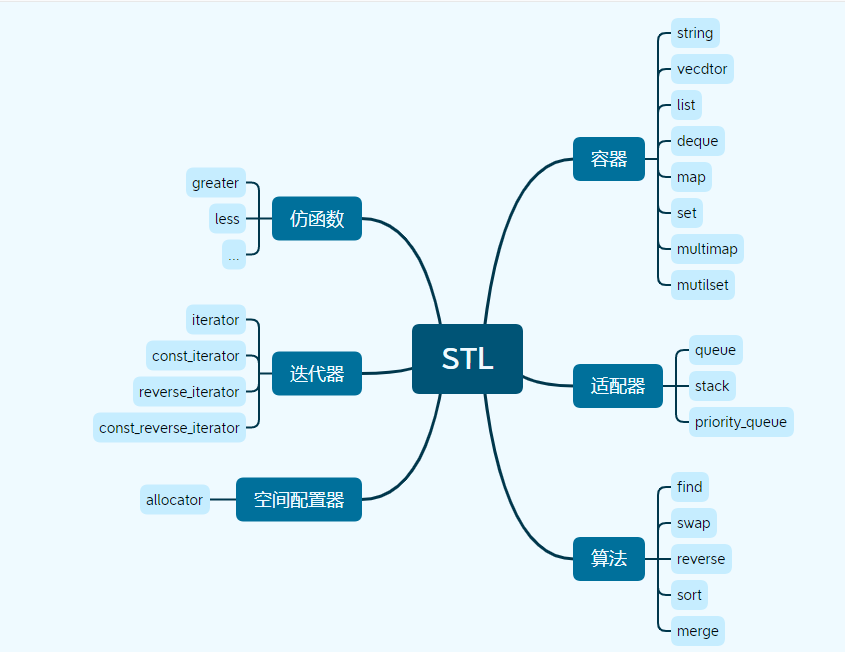 STL
容器
string
vecdtor
list
deque
map
set
multimap
mutilset
适配器
queue
stack
priority_queue
算法
find
swap
reverse
sort
merge
仿函数
greater
less
...
迭代器
iterator
const_iterator
reverse_iterator
const_reverse_iterator
空间配置器
allocator